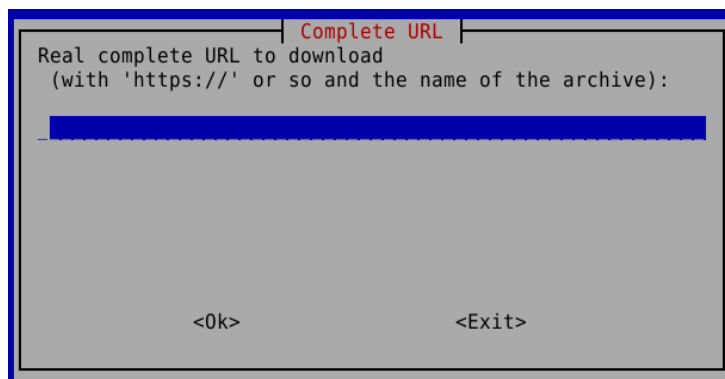 Complete URL
Real complete URL to download
(with 'https://' or so and the name of the archive):
<Ok> <Exit>